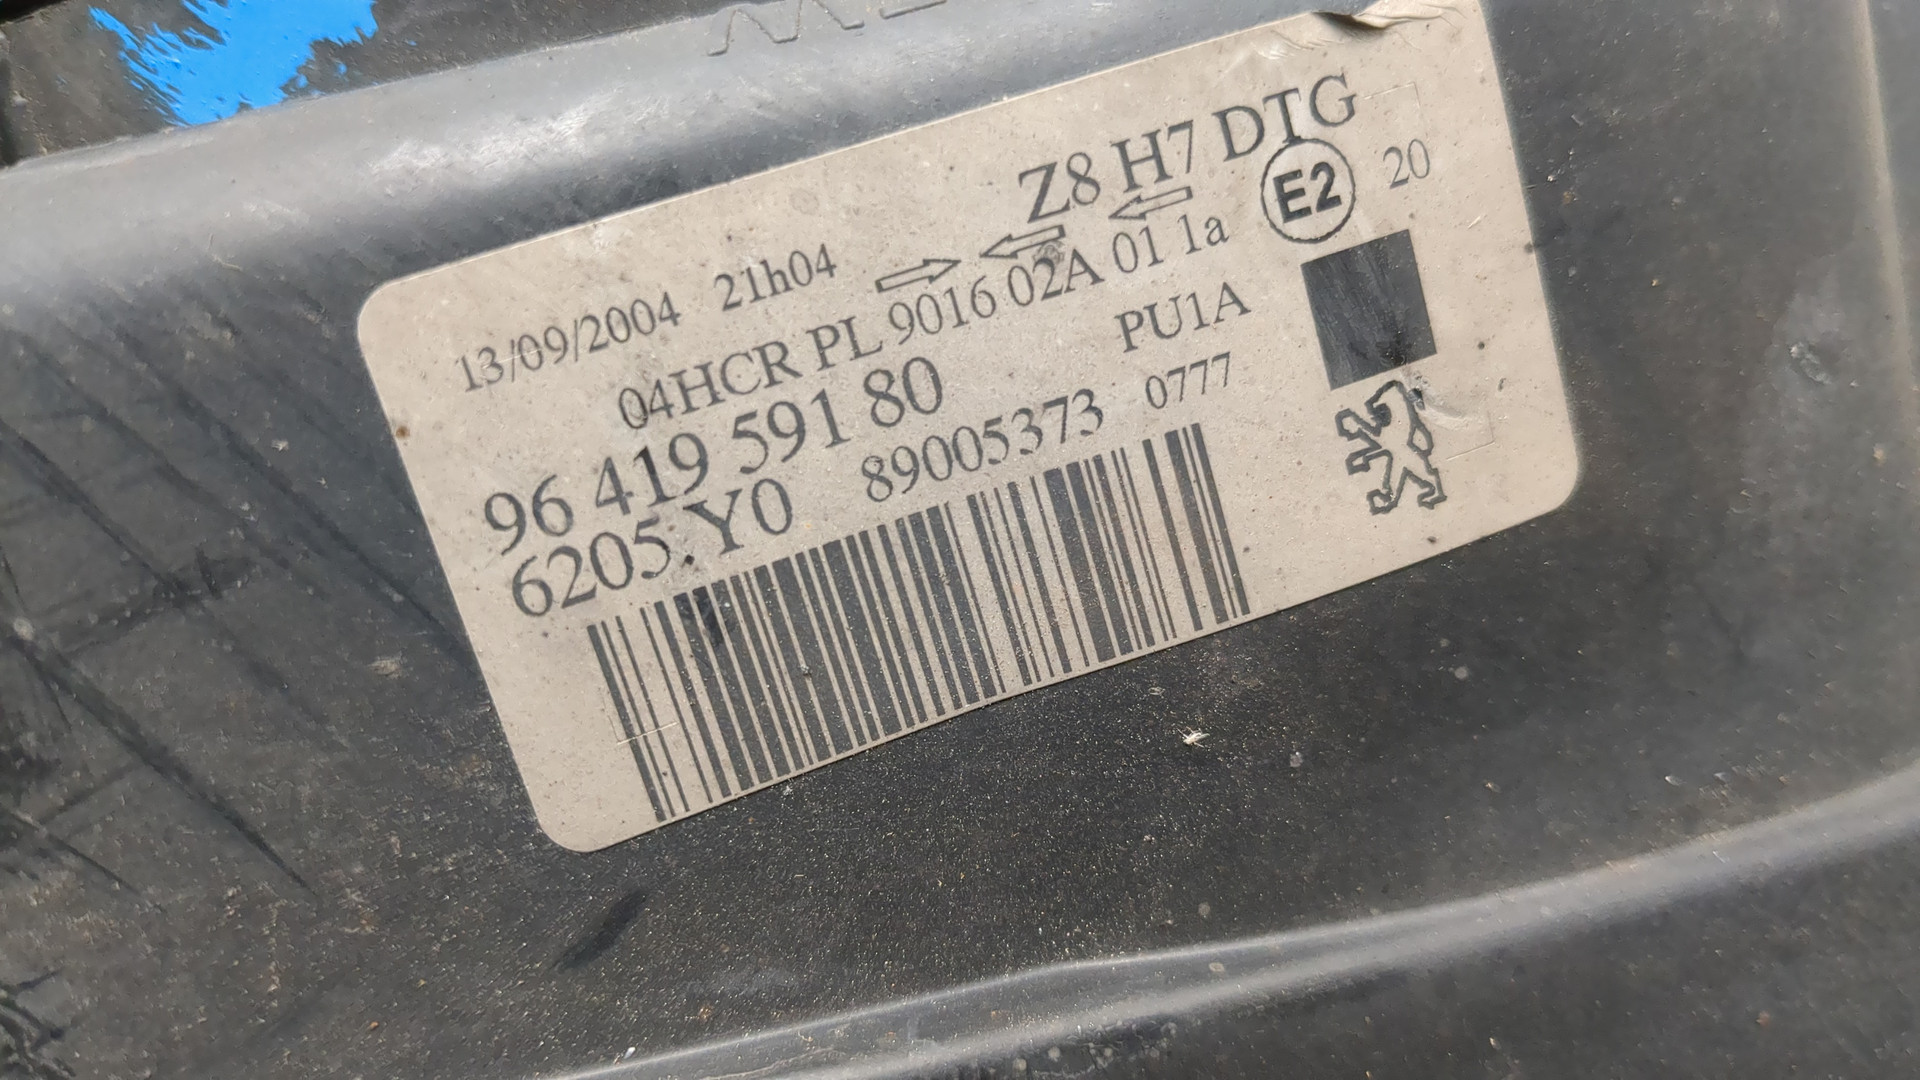 Z8 H7 DTG
13/09/2004 21h04
E2 20
04HCR PL 9016 02A 01 1a
96 419 591 80 PU1A
6205.Y0 89005373 0777